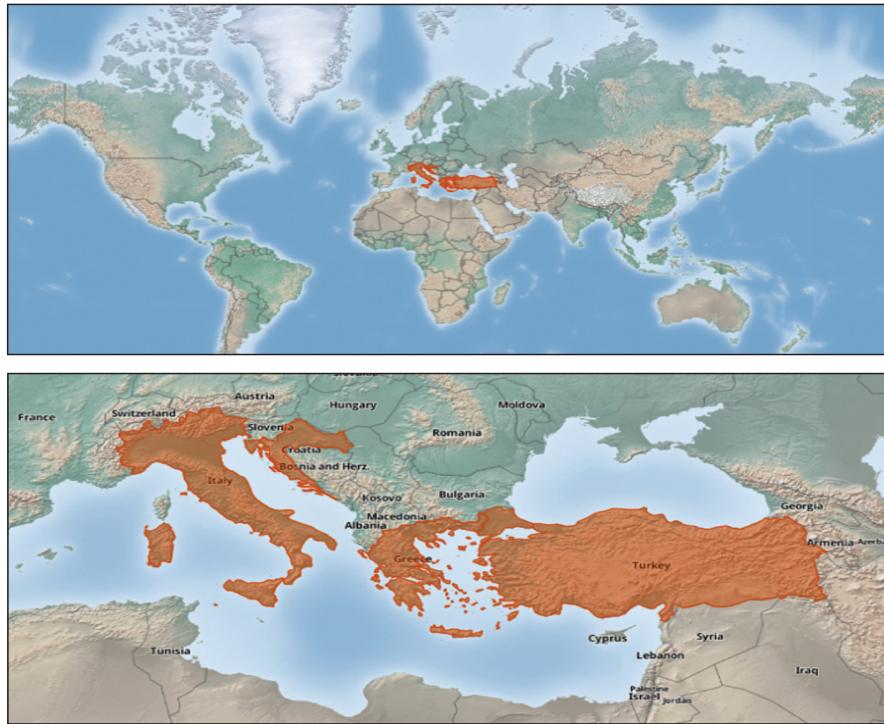 Slovakia
Austria
France
Switzerland
Hungary
Moldova
Slovenia
Romania
Croatia
Bosnia and Herz.
Italy
Kosovo
Bulgaria
Georgia
Macedonia
Albania
Armenia
Azerba
Greece
Turkey
Cyprus
Syria
Tunisia
Lebanon
Iraq
Palestine
Israel
Jordan